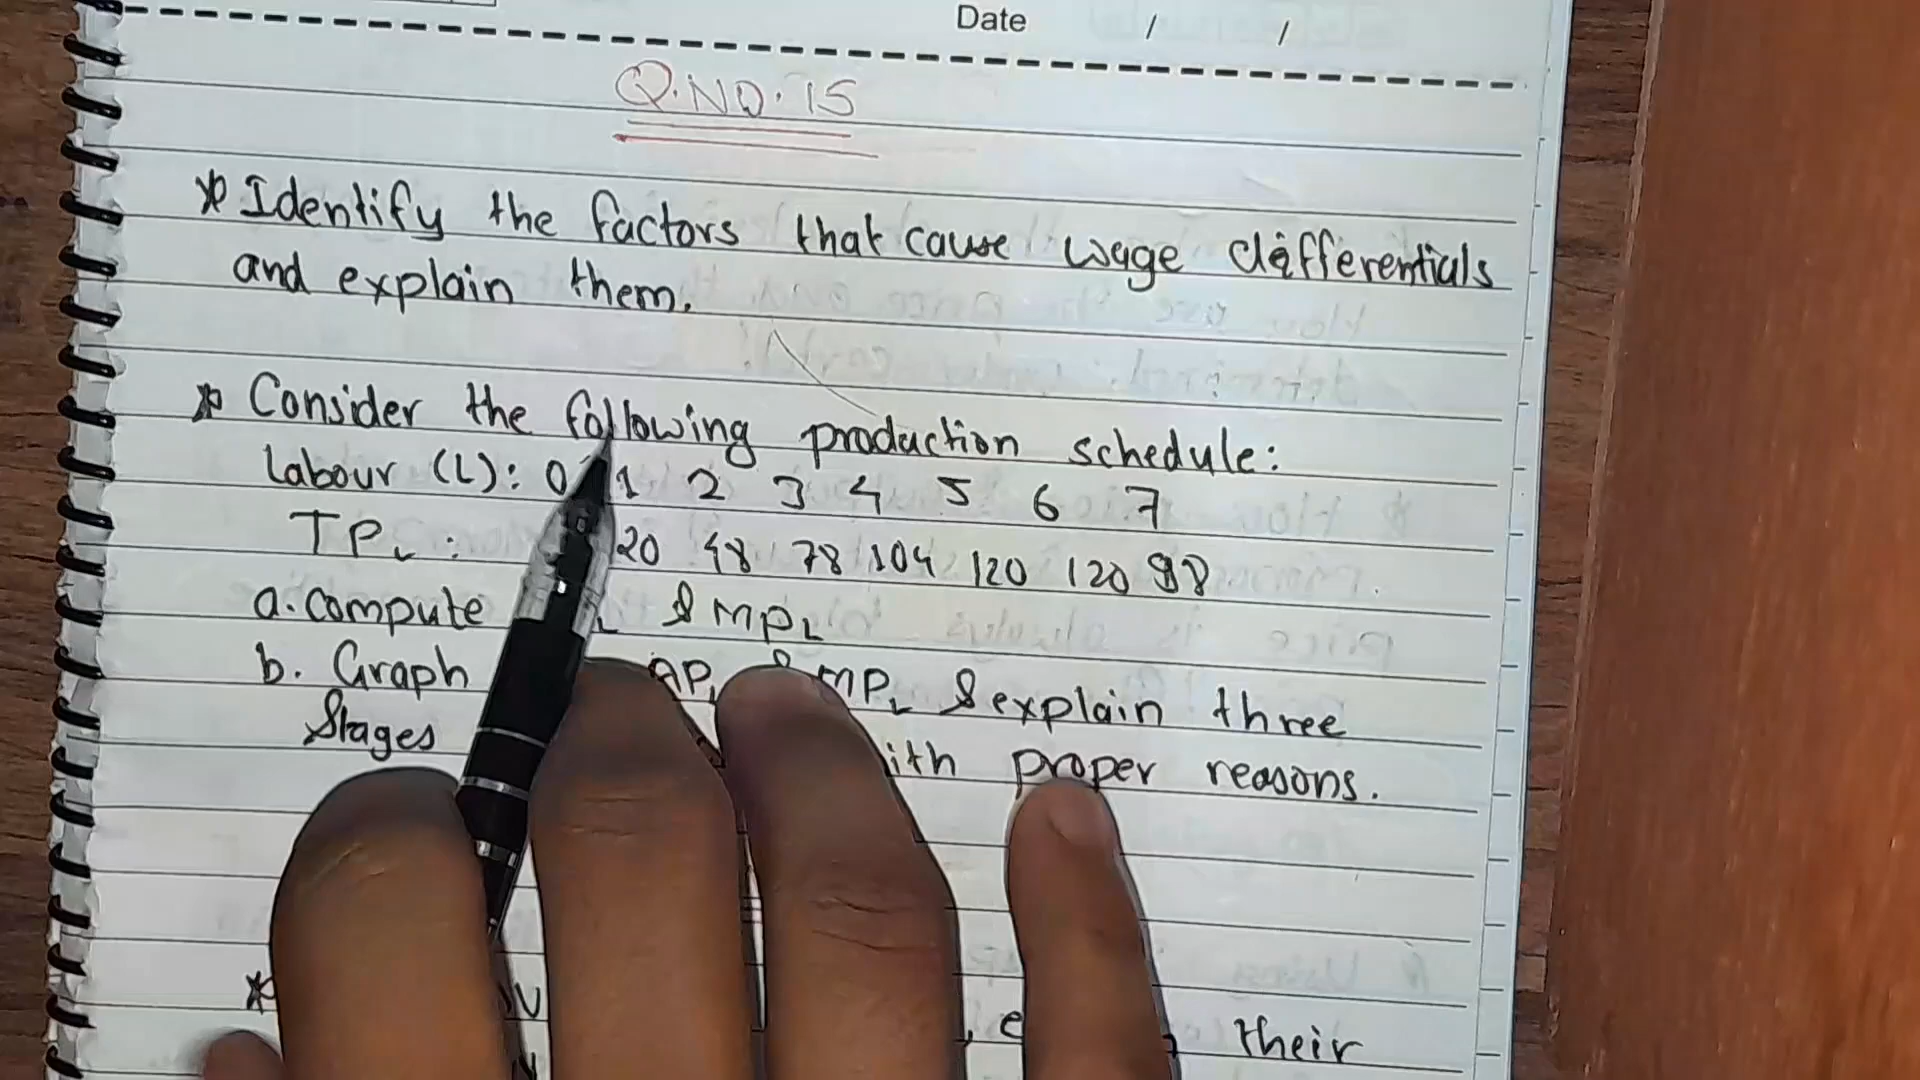 Date / /
Q.NO. 15
* Identify the factors that cause wage differentials
and explain them.
* Consider the following production schedule:
Labour (L): 0 1 2 3 4 5 6 7
TPL : 20 48 78 104 120 120 98
a. Compute & MPL
b. Graph APL & MPL & explain three
Stages with proper reasons.
* their